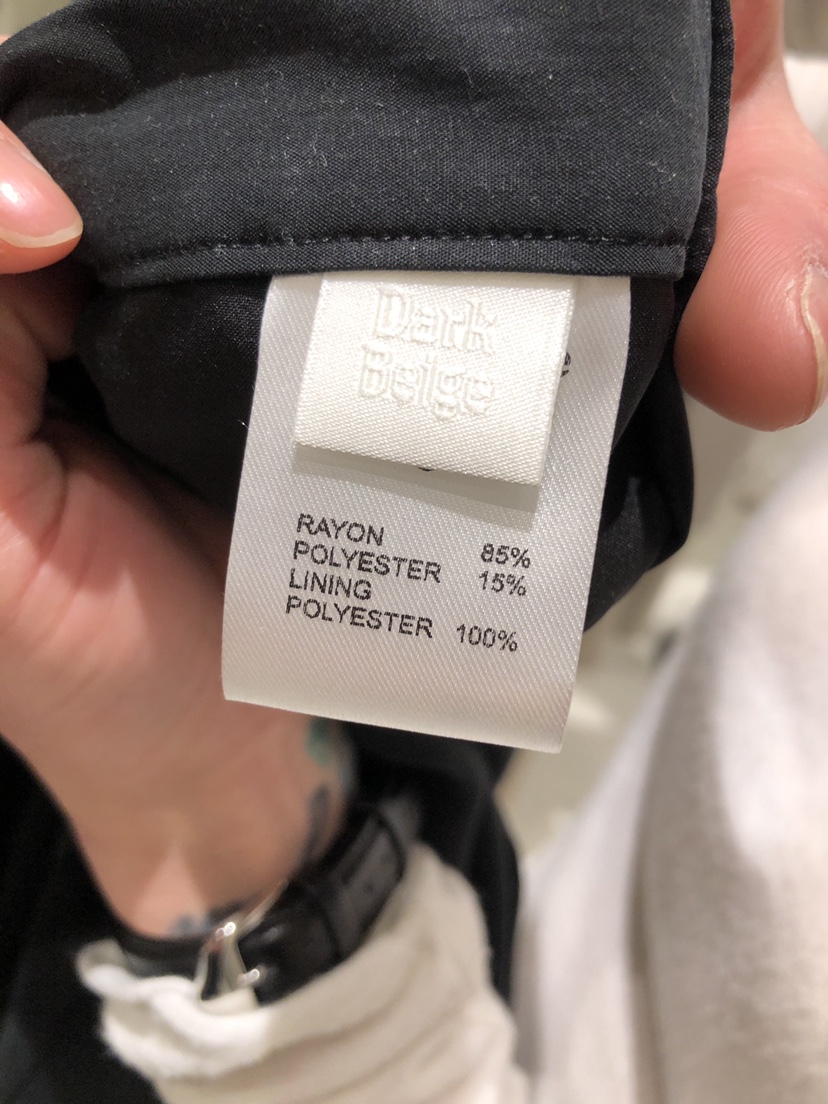 Dark
Beige
RAYON 85%
POLYESTER 15%
LINING
POLYESTER 100%